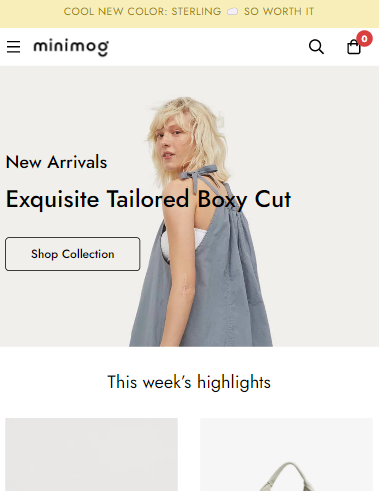 COOL NEW COLOR: STERLING ☁️ SO WORTH IT
minimog
0
New Arrivals
Exquisite Tailored Boxy Cut
Shop Collection
This week's highlights